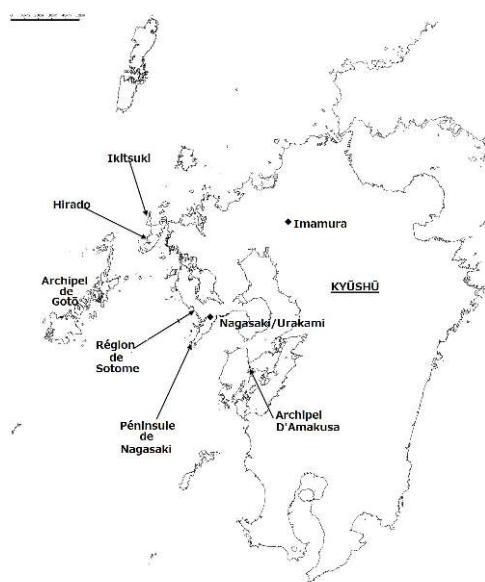 Ikitsuki
Hirado
Imamura
Archipel
de
Gotō
KYŪSHŪ
Nagasaki/Urakami
Région
de
Sotome
Péninsule
de
Nagasaki
Archipel
D'Amakusa